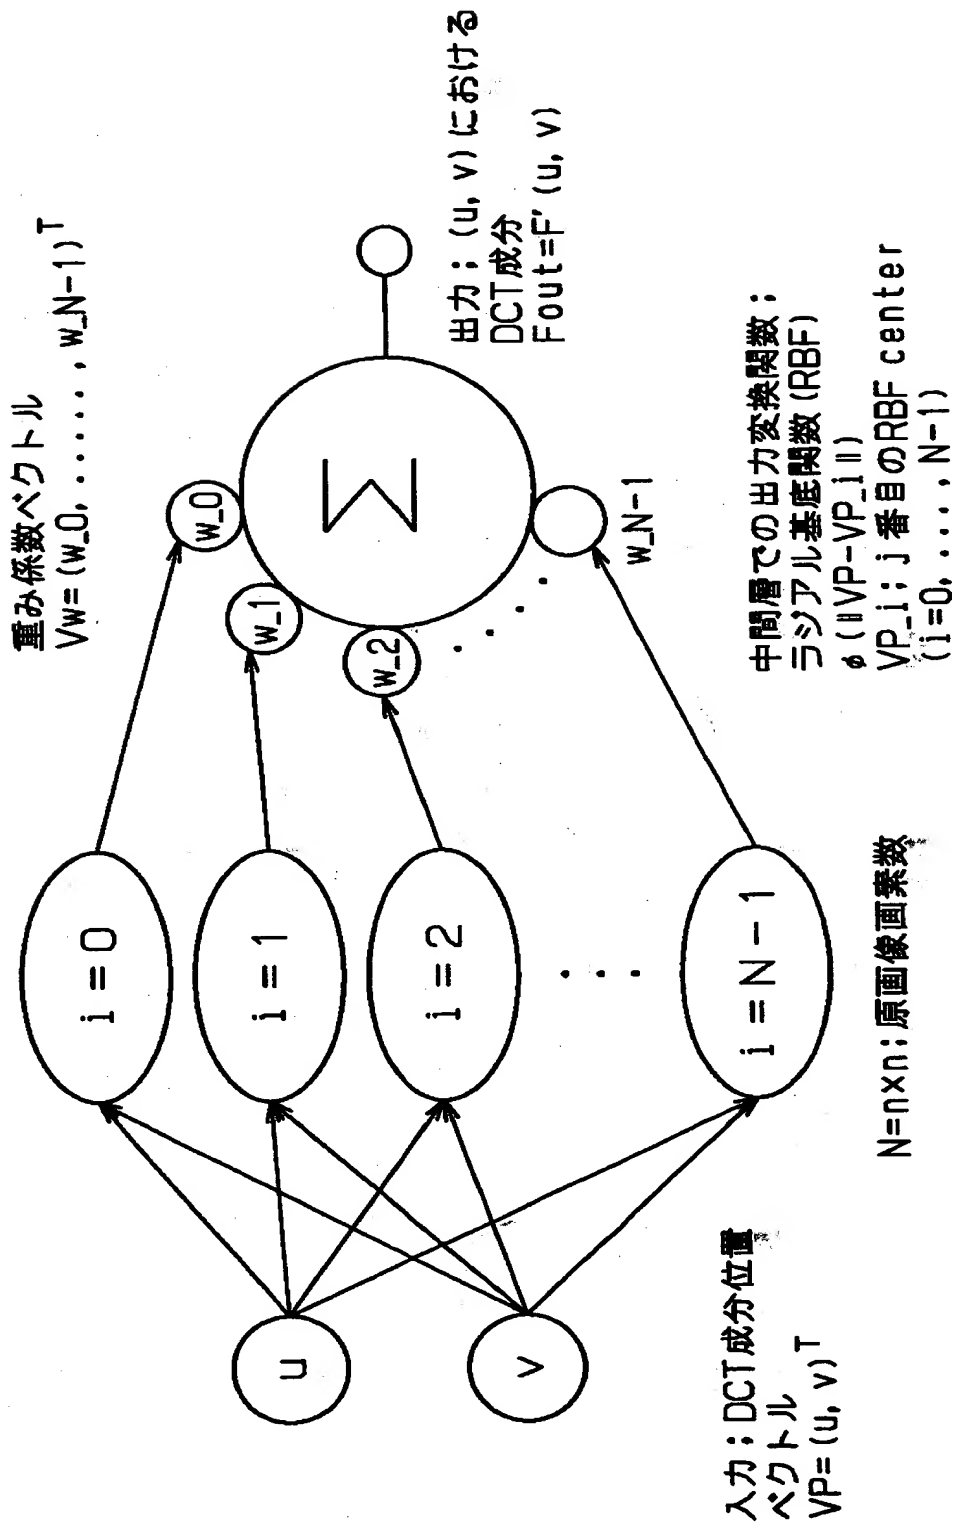 重み係数ベクトル
Vw=(w_0, ......, w_N-1)^T
i=0
i=1
i=2
i=N-1
u
v
w_0
w_1
w_2
w_N-1
Σ
出力；(u, v)における
DCT成分
Fout=F'(u, v)
入力；DCT成分位置
ベクトル
VP=(u, v)^T
N=n×n；原画像画素数
中間層での出力変換関数；
ラジアル基底関数(RBF)
φ(‖VP-VP_i‖)
VP_i；j番目のRBF center
(i=0, ..., N-1)